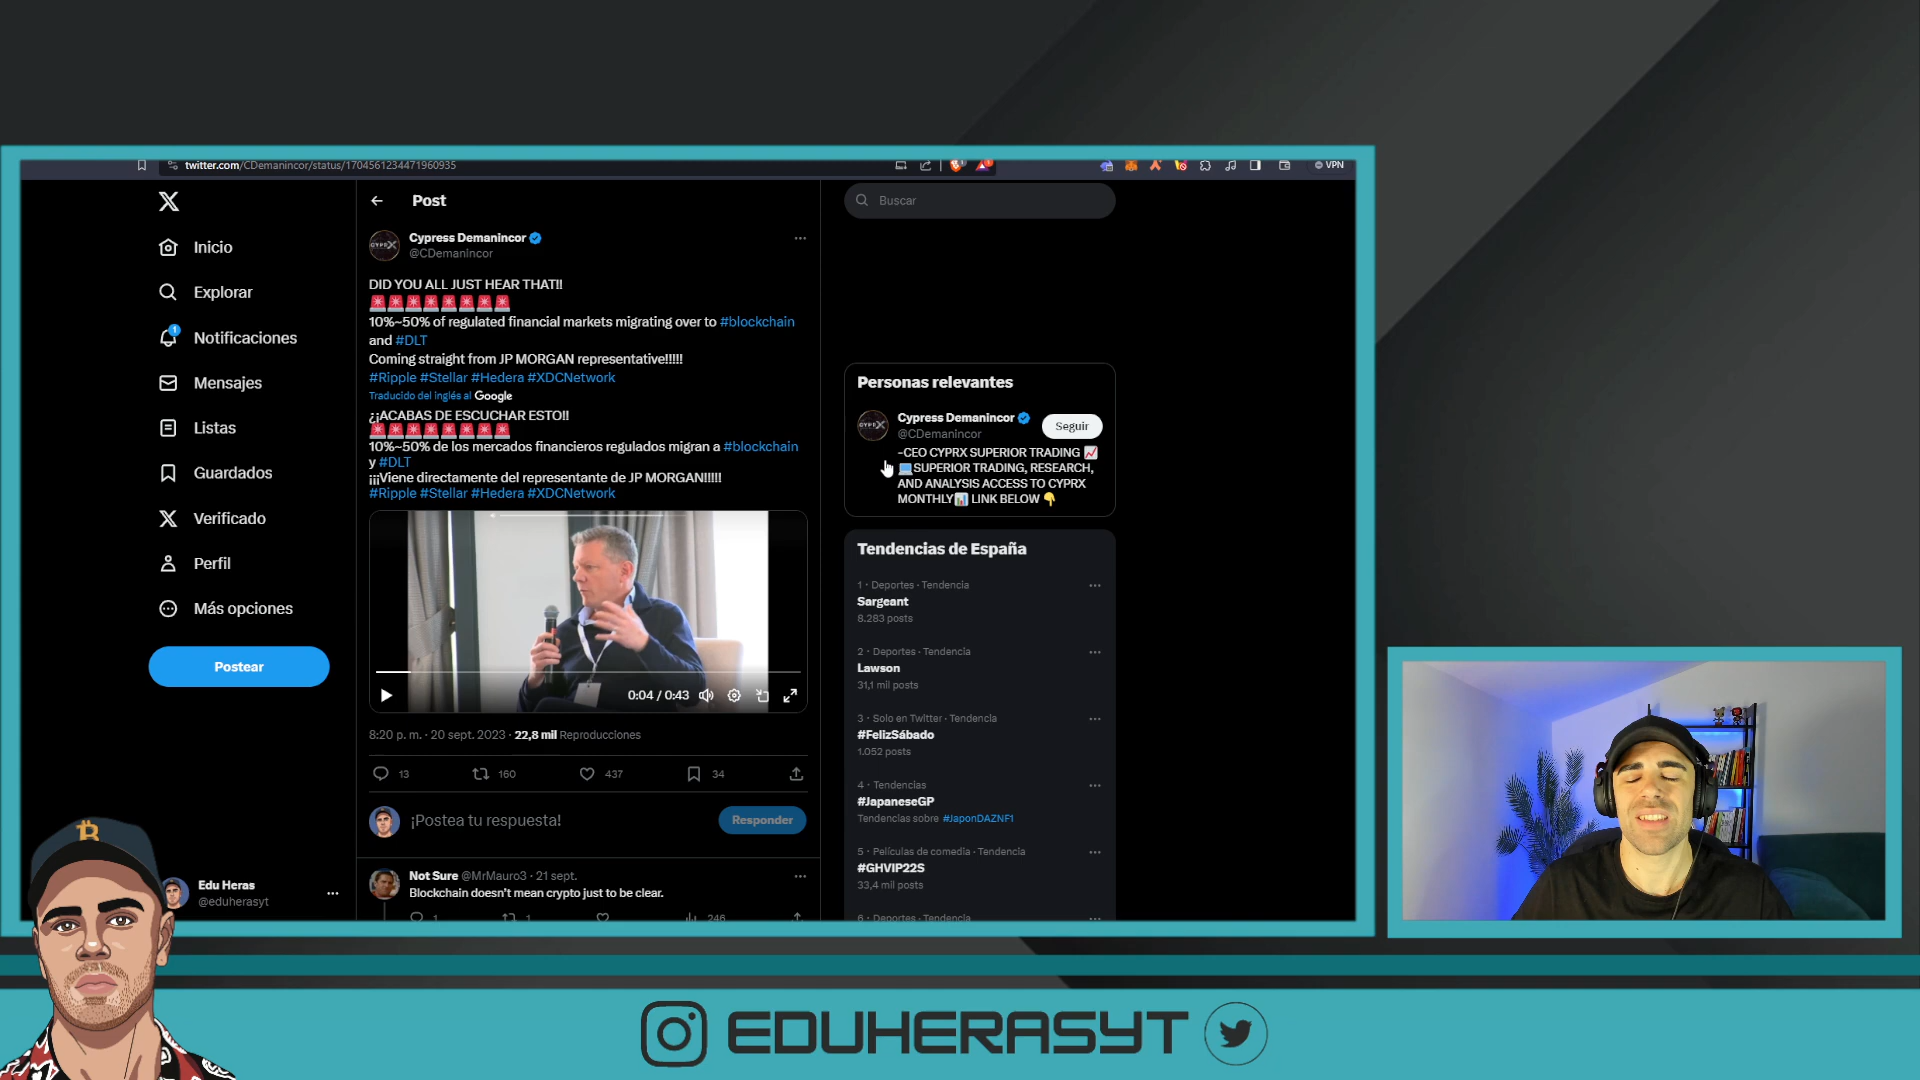 twitter.com/CDemanincor/status/1704561234471960935
VPN
Inicio
Explorar
1
Notificaciones
Mensajes
Listas
Guardados
Verificado
Perfil
Más opciones
Postear
Edu Heras
@eduherasyt
Post
Cypress Demanincor
@CDemanincor
DID YOU ALL JUST HEAR THAT!!
🚨🚨🚨🚨🚨🚨🚨🚨
10%~50% of regulated financial markets migrating over to #blockchain
and #DLT
Coming straight from JP MORGAN representative!!!!!
#Ripple #Stellar #Hedera #XDCNetwork
Traducido del inglés al Google
¿¡ACABAS DE ESCUCHAR ESTO!!
🚨🚨🚨🚨🚨🚨🚨🚨
10%~50% de los mercados financieros regulados migran a #blockchain
y #DLT
¡¡¡Viene directamente del representante de JP MORGAN!!!!!
#Ripple #Stellar #Hedera #XDCNetwork
0:04 / 0:43
8:20 p. m. · 20 sept. 2023 · 22,8 mil Reproducciones
13 160 437 34
¡Postea tu respuesta!
Responder
Not Sure @MrMauro3 · 21 sept.
Blockchain doesn't mean crypto just to be clear.
1 1 246
Buscar
Personas relevantes
Cypress Demanincor
@CDemanincor
Seguir
-CEO CYPRX SUPERIOR TRADING 📈
💻SUPERIOR TRADING, RESEARCH,
AND ANALYSIS ACCESS TO CYPRX
MONTHLY📊 LINK BELOW 👇
Tendencias de España
1 · Deportes · Tendencia
Sargeant
8.283 posts
2 · Deportes · Tendencia
Lawson
31,1 mil posts
3 · Solo en Twitter · Tendencia
#FelizSábado
1.052 posts
4 · Tendencias
#JapaneseGP
Tendencias sobre #JaponDAZNF1
5 · Películas de comedia · Tendencia
#GHVIP22S
33,4 mil posts
6 · Deportes · Tendencia
EDUHERASYT